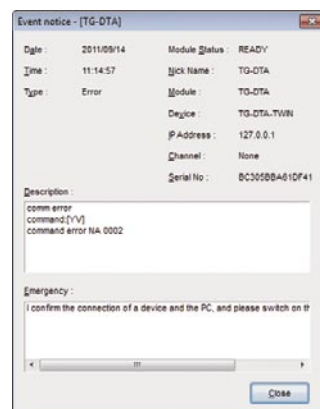 Event notice - [TG-DTA]
Date : 2011/09/14 Module Status : READY
Time : 11:14:57 Nick Name : TG-DTA
Type : Error Module : TG-DTA
Device : TG-DTA-TWIN
IP Address : 127.0.0.1
Channel : None
Serial No : BC305BBA61DF41
Description :
comm error
command:[YV]
command error NA 0002
Emergency :
I confirm the connection of a device and the PC, and please switch on th
Close